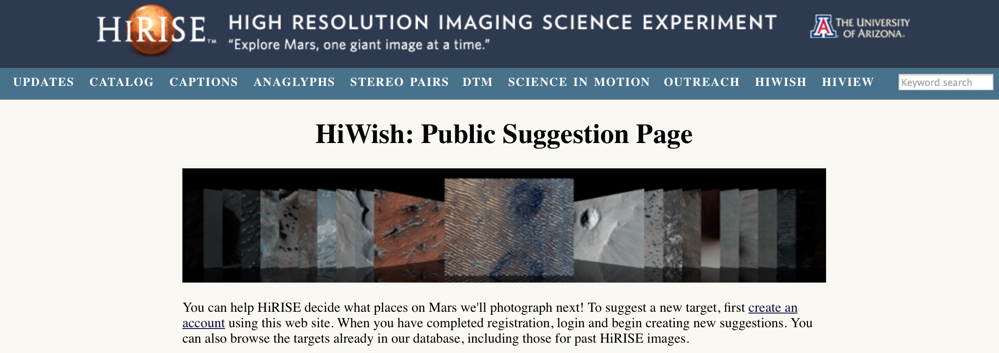 HiRISE™
HIGH RESOLUTION IMAGING SCIENCE EXPERIMENT
“Explore Mars, one giant image at a time.”
A THE UNIVERSITY
OF ARIZONA.
UPDATES CATALOG CAPTIONS ANAGLYPHS STEREO PAIRS DTM SCIENCE IN MOTION OUTREACH HIWISH HIVIEW Keyword search
HiWish: Public Suggestion Page
You can help HiRISE decide what places on Mars we'll photograph next! To suggest a new target, first create an
account using this web site. When you have completed registration, login and begin creating new suggestions. You
can also browse the targets already in our database, including those for past HiRISE images.